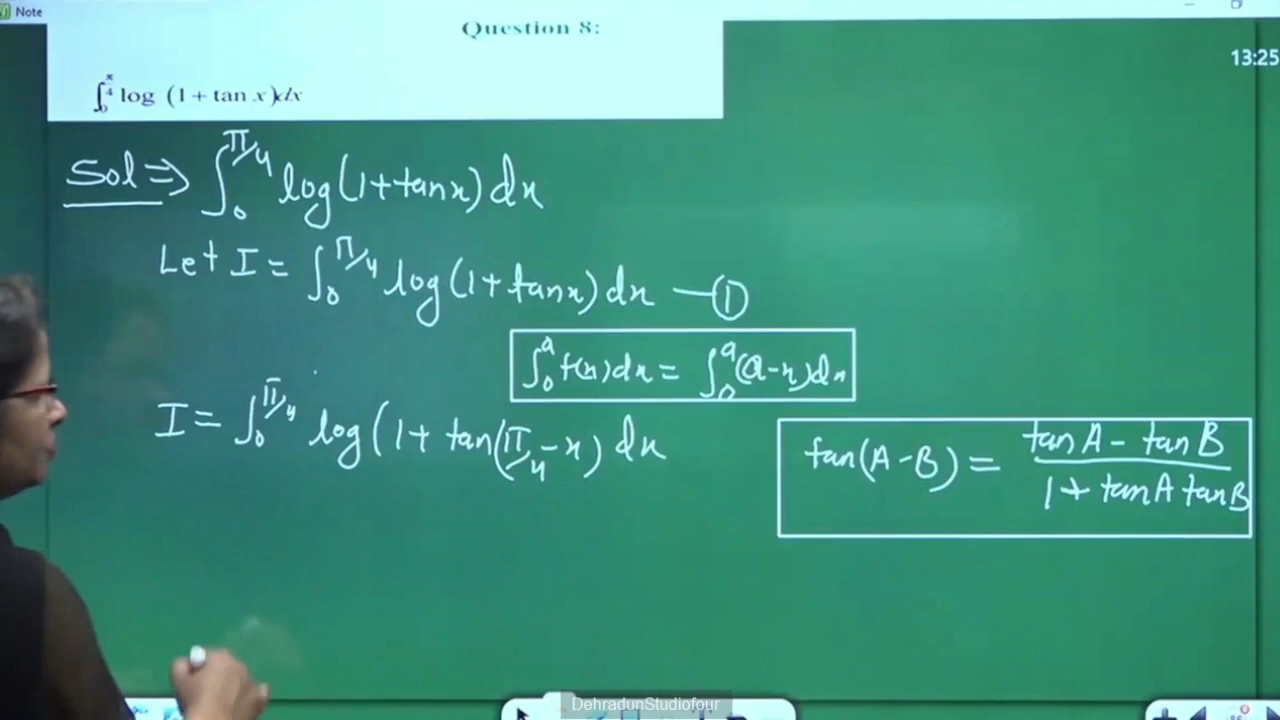 Note
Question 8:
13:25
∫₀^{π/4} log (1 + tan x)dx
Sol ⇒ ∫₀^{π/4} log(1+tanx) dx
Let I = ∫₀^{π/4} log(1+tanx) dx —①
∫₀^a f(x)dx = ∫₀^a (a-x)dx
I = ∫₀^{π/4} log(1+ tan(π/4-x) dx
tan(A-B) = (tanA - tanB)/(1+ tanA tanB)
DehradunStudiofour